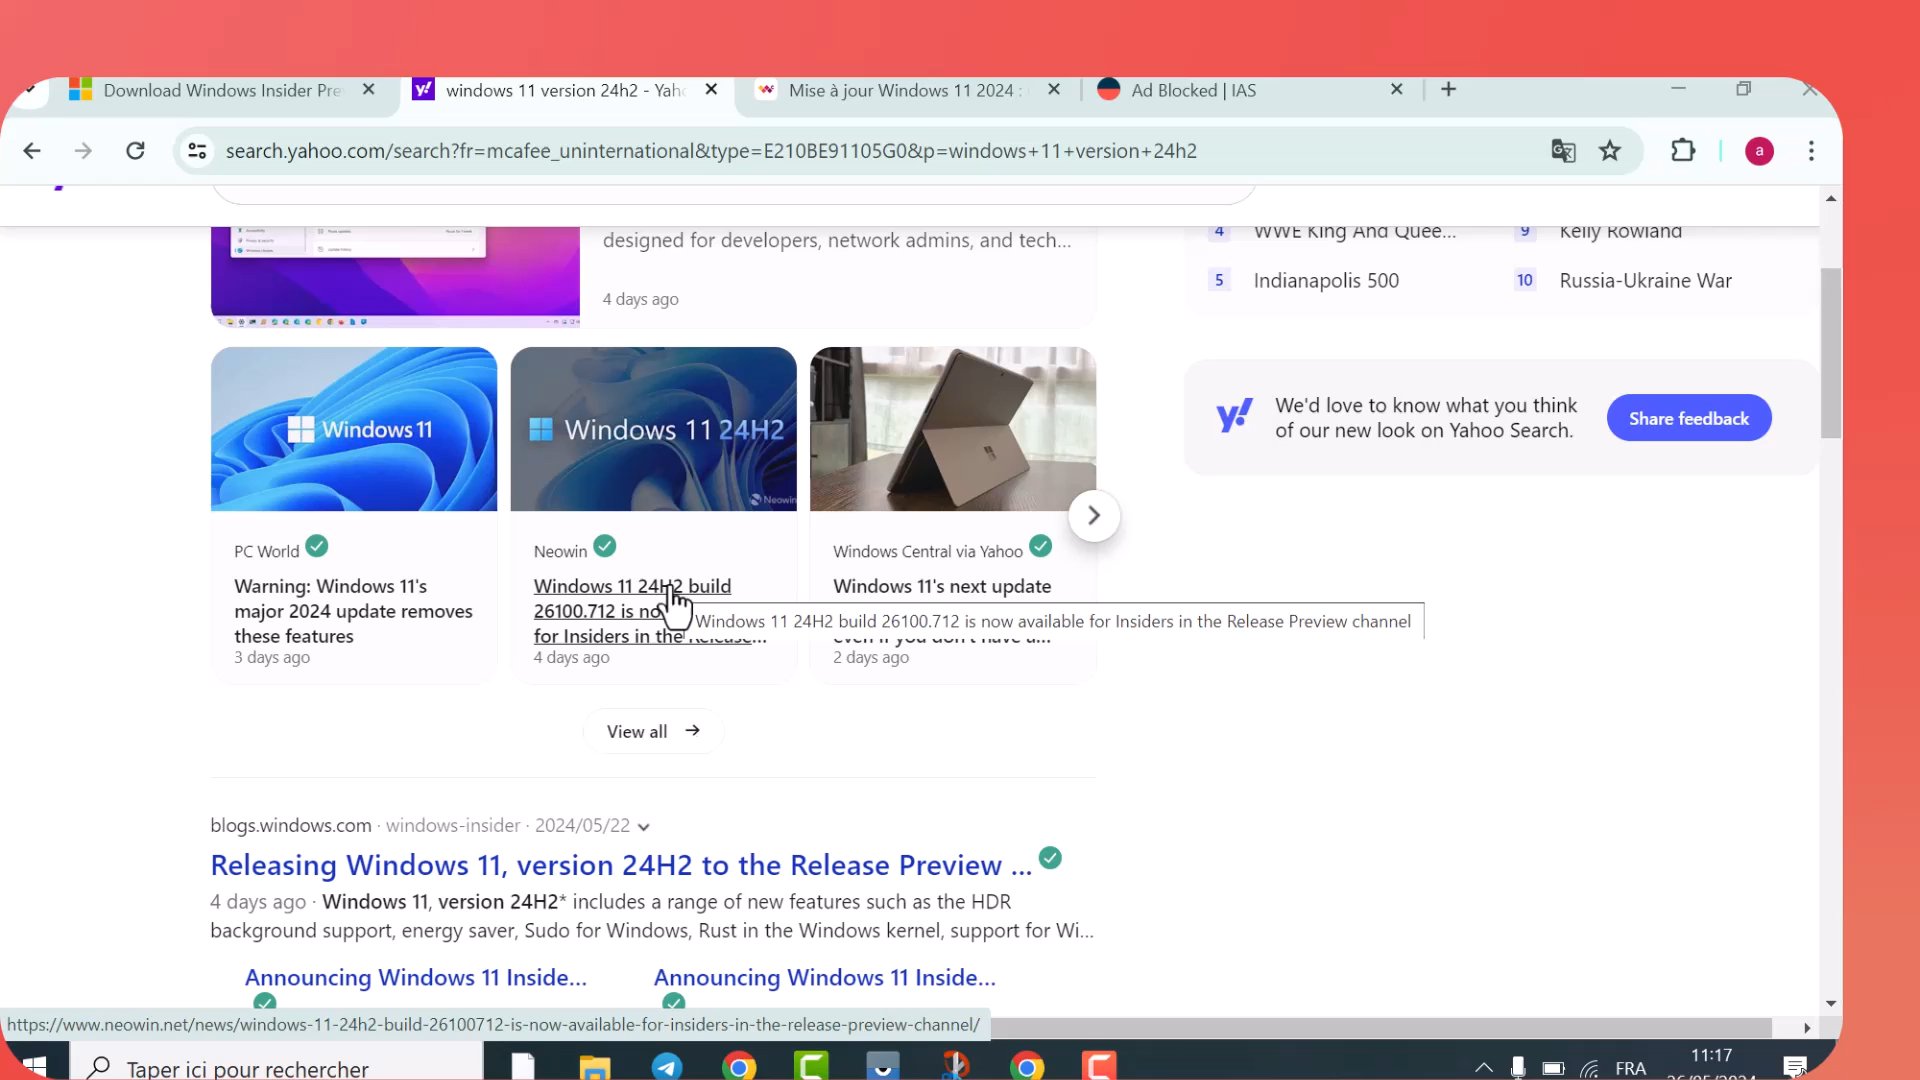 Download Windows Insider Pre
windows 11 version 24h2 - Yah
Mise à jour Windows 11 2024 :
Ad Blocked | IAS
search.yahoo.com/search?fr=mcafee_uninternational&type=E210BE91105G0&p=windows+11+version+24h2
a
designed for developers, network admins, and tech...
4 days ago
4 WWE King And Quee...
9 Kelly Rowland
5 Indianapolis 500
10 Russia-Ukraine War
We'd love to know what you think
of our new look on Yahoo Search.
Share feedback
Windows 11
Windows 11 24H2
Neowin
PC World
Warning: Windows 11's
major 2024 update removes
these features
3 days ago
Neowin
Windows 11 24H2 build
26100.712 is no
for Insiders in the Release...
4 days ago
Windows Central via Yahoo
Windows 11's next update
even if you don't have a...
2 days ago
Windows 11 24H2 build 26100.712 is now available for Insiders in the Release Preview channel
View all
blogs.windows.com · windows-insider · 2024/05/22
Releasing Windows 11, version 24H2 to the Release Preview ...
4 days ago · Windows 11, version 24H2* includes a range of new features such as the HDR
background support, energy saver, Sudo for Windows, Rust in the Windows kernel, support for Wi...
Announcing Windows 11 Inside...
Announcing Windows 11 Inside...
https://www.neowin.net/news/windows-11-24h2-build-26100712-is-now-available-for-insiders-in-the-release-preview-channel/
Taper ici pour rechercher
FRA
11:17
26/05/2024